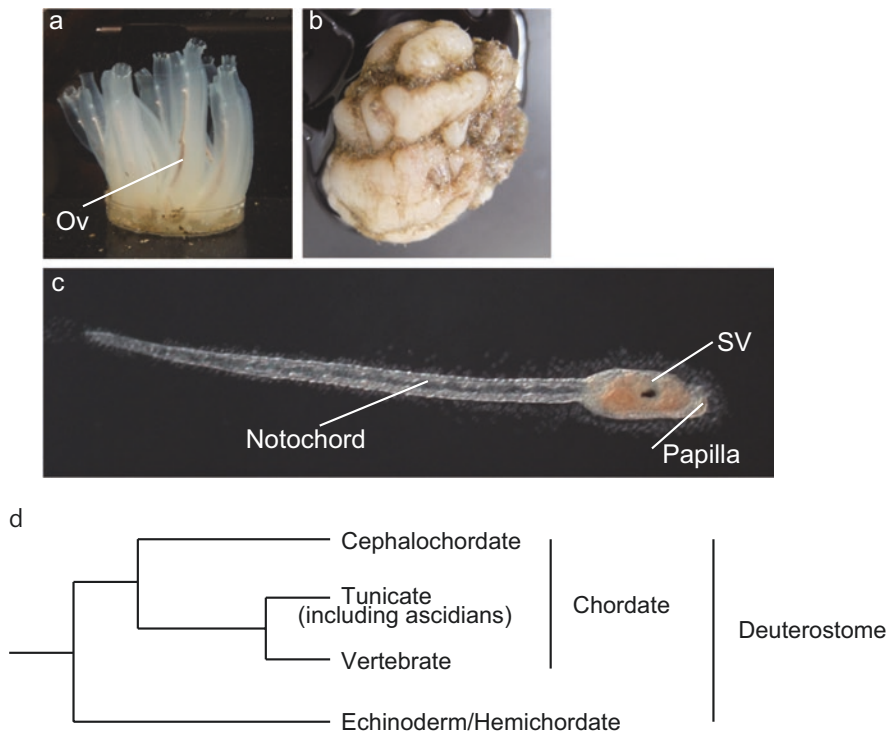 a
b
Ov
c
SV
Notochord
Papilla
d
Cephalochordate
Tunicate
(including ascidians)
Chordate
Deuterostome
Vertebrate
Echinoderm/Hemichordate